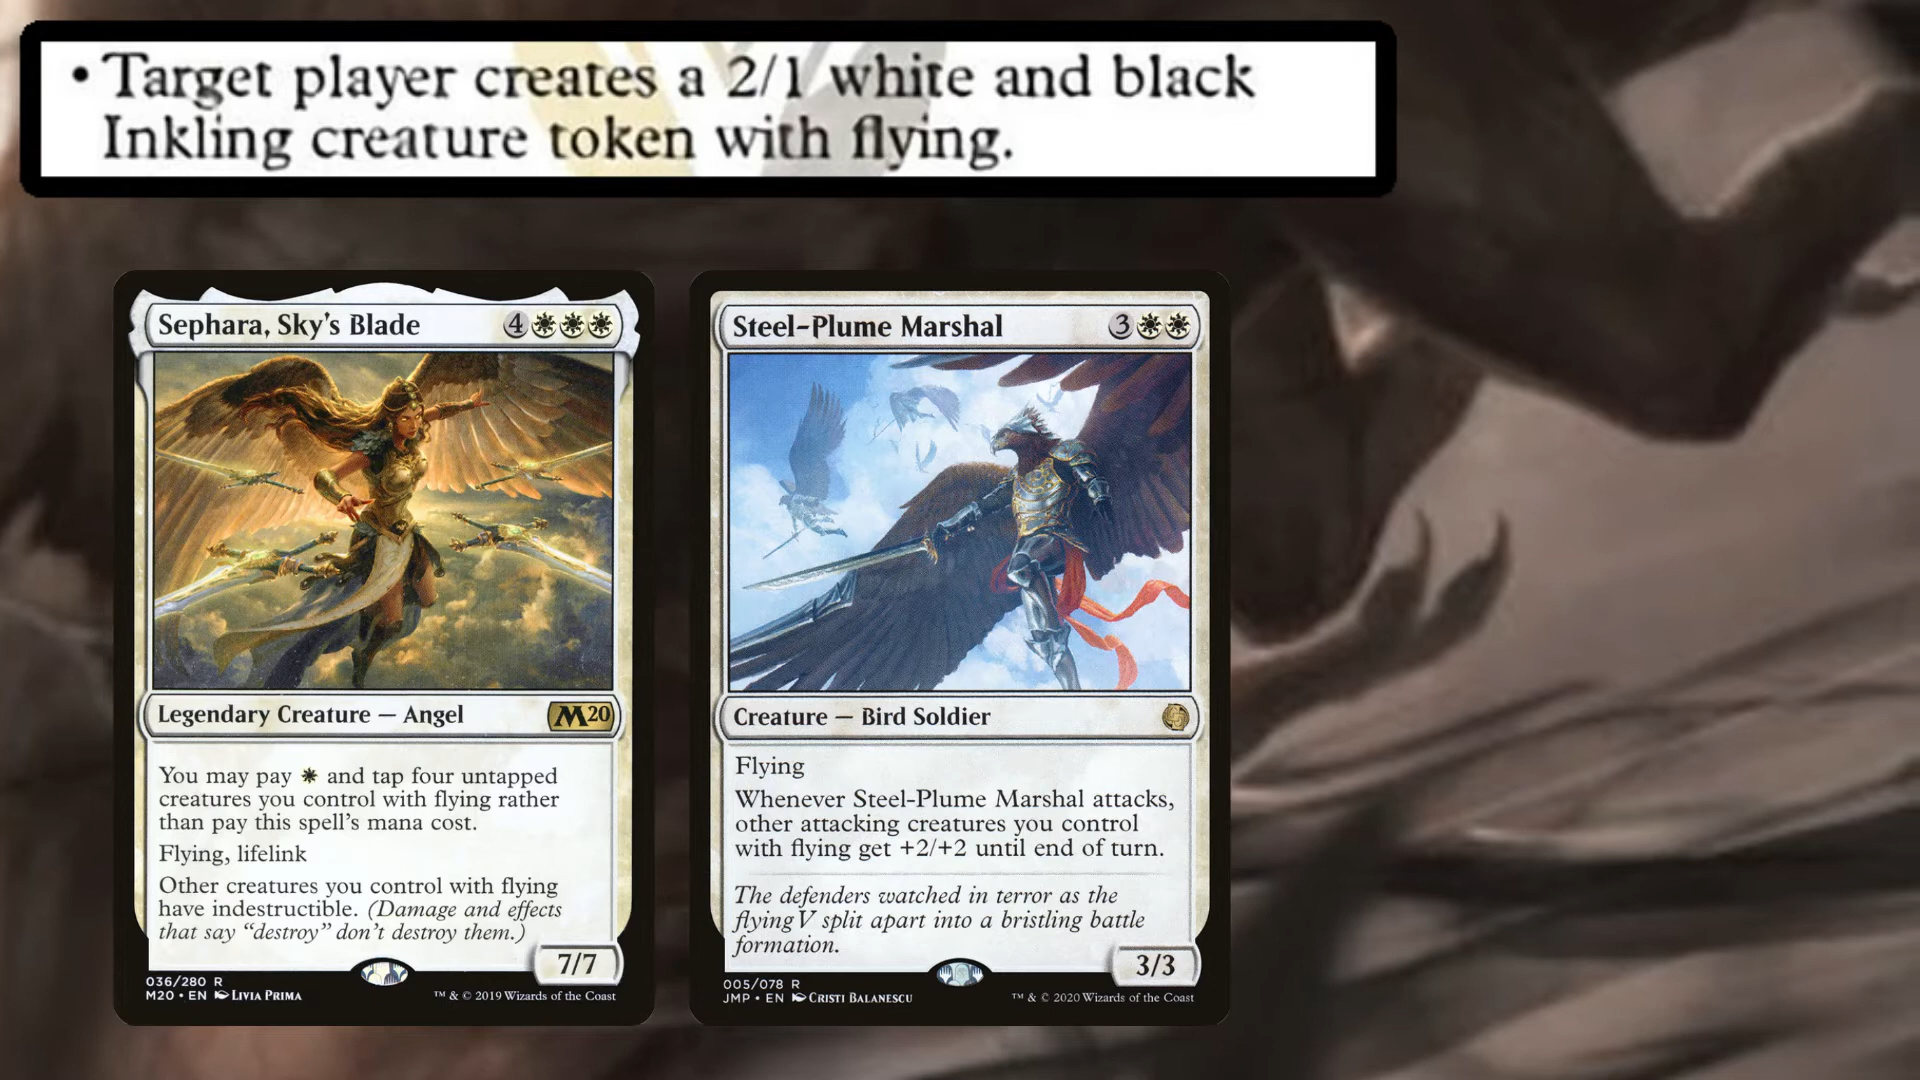 • Target player creates a 2/1 white and black
Inkling creature token with flying.
Sephara, Sky's Blade 4
Legendary Creature — Angel M20
You may pay and tap four untapped
creatures you control with flying rather
than pay this spell's mana cost.
Flying, lifelink
Other creatures you control with flying
have indestructible. (Damage and effects
that say "destroy" don't destroy them.)
7/7
036/280 R
M20 • EN LIVIA PRIMA
™ & © 2019 Wizards of the Coast
Steel-Plume Marshal 3
Creature — Bird Soldier
Flying
Whenever Steel-Plume Marshal attacks,
other attacking creatures you control
with flying get +2/+2 until end of turn.
The defenders watched in terror as the
flying V split apart into a bristling battle
formation.
3/3
005/078 R
JMP • EN CRISTI BALANESCU
™ & © 2020 Wizards of the Coast